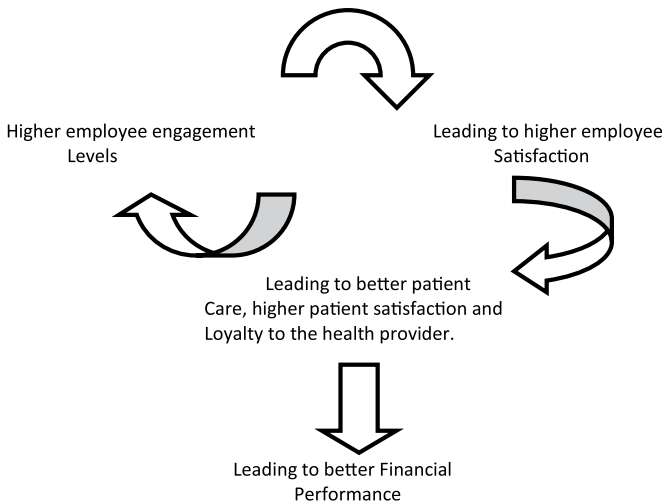 Higher employee engagement
Levels
Leading to higher employee
Satisfaction
Leading to better patient
Care, higher patient satisfaction and
Loyalty to the health provider.
Leading to better Financial
Performance